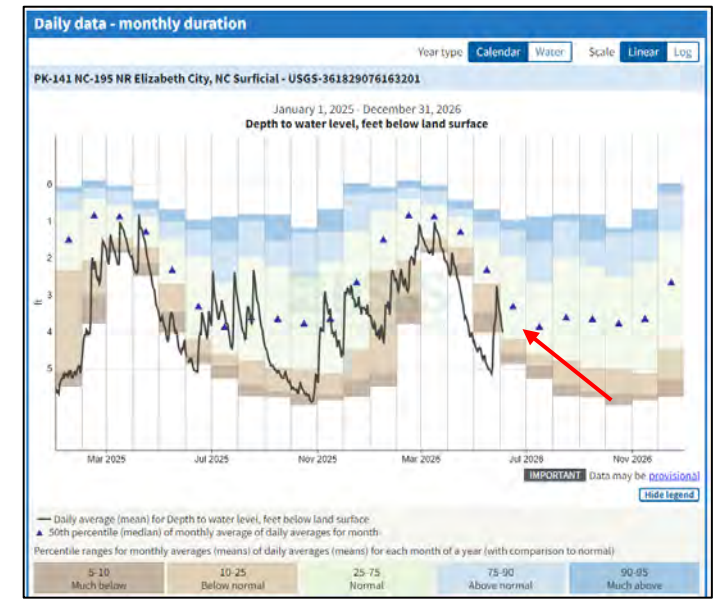 Daily data - monthly duration
Year type Calendar Water Scale Linear Log
PK-141 NC-195 NR Elizabeth City, NC Surficial - USGS-361829076163201
January 1, 2025 - December 31, 2026
Depth to water level, feet below land surface
0
1
2
ft
3
4
5
Mar 2025 Jul 2025 Nov 2025 Mar 2026 Jul 2026 Nov 2026
IMPORTANT Data may be provisional
Hide legend
Daily average (mean) for Depth to water level, feet below land surface
50th percentile (median) of monthly average of daily averages for month
Percentile ranges for monthly averages (means) of daily averages (means) for each month of a year (with comparison to normal)
5-10 10-25 25-75 75-90 90-95
Much below Below normal Normal Above normal Much above